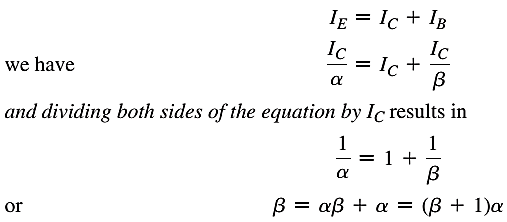 I_E = I_C + I_B
we have I_C/α = I_C + I_C/β
and dividing both sides of the equation by I_C results in
1/α = 1 + 1/β
or β = αβ + α = (β + 1)α